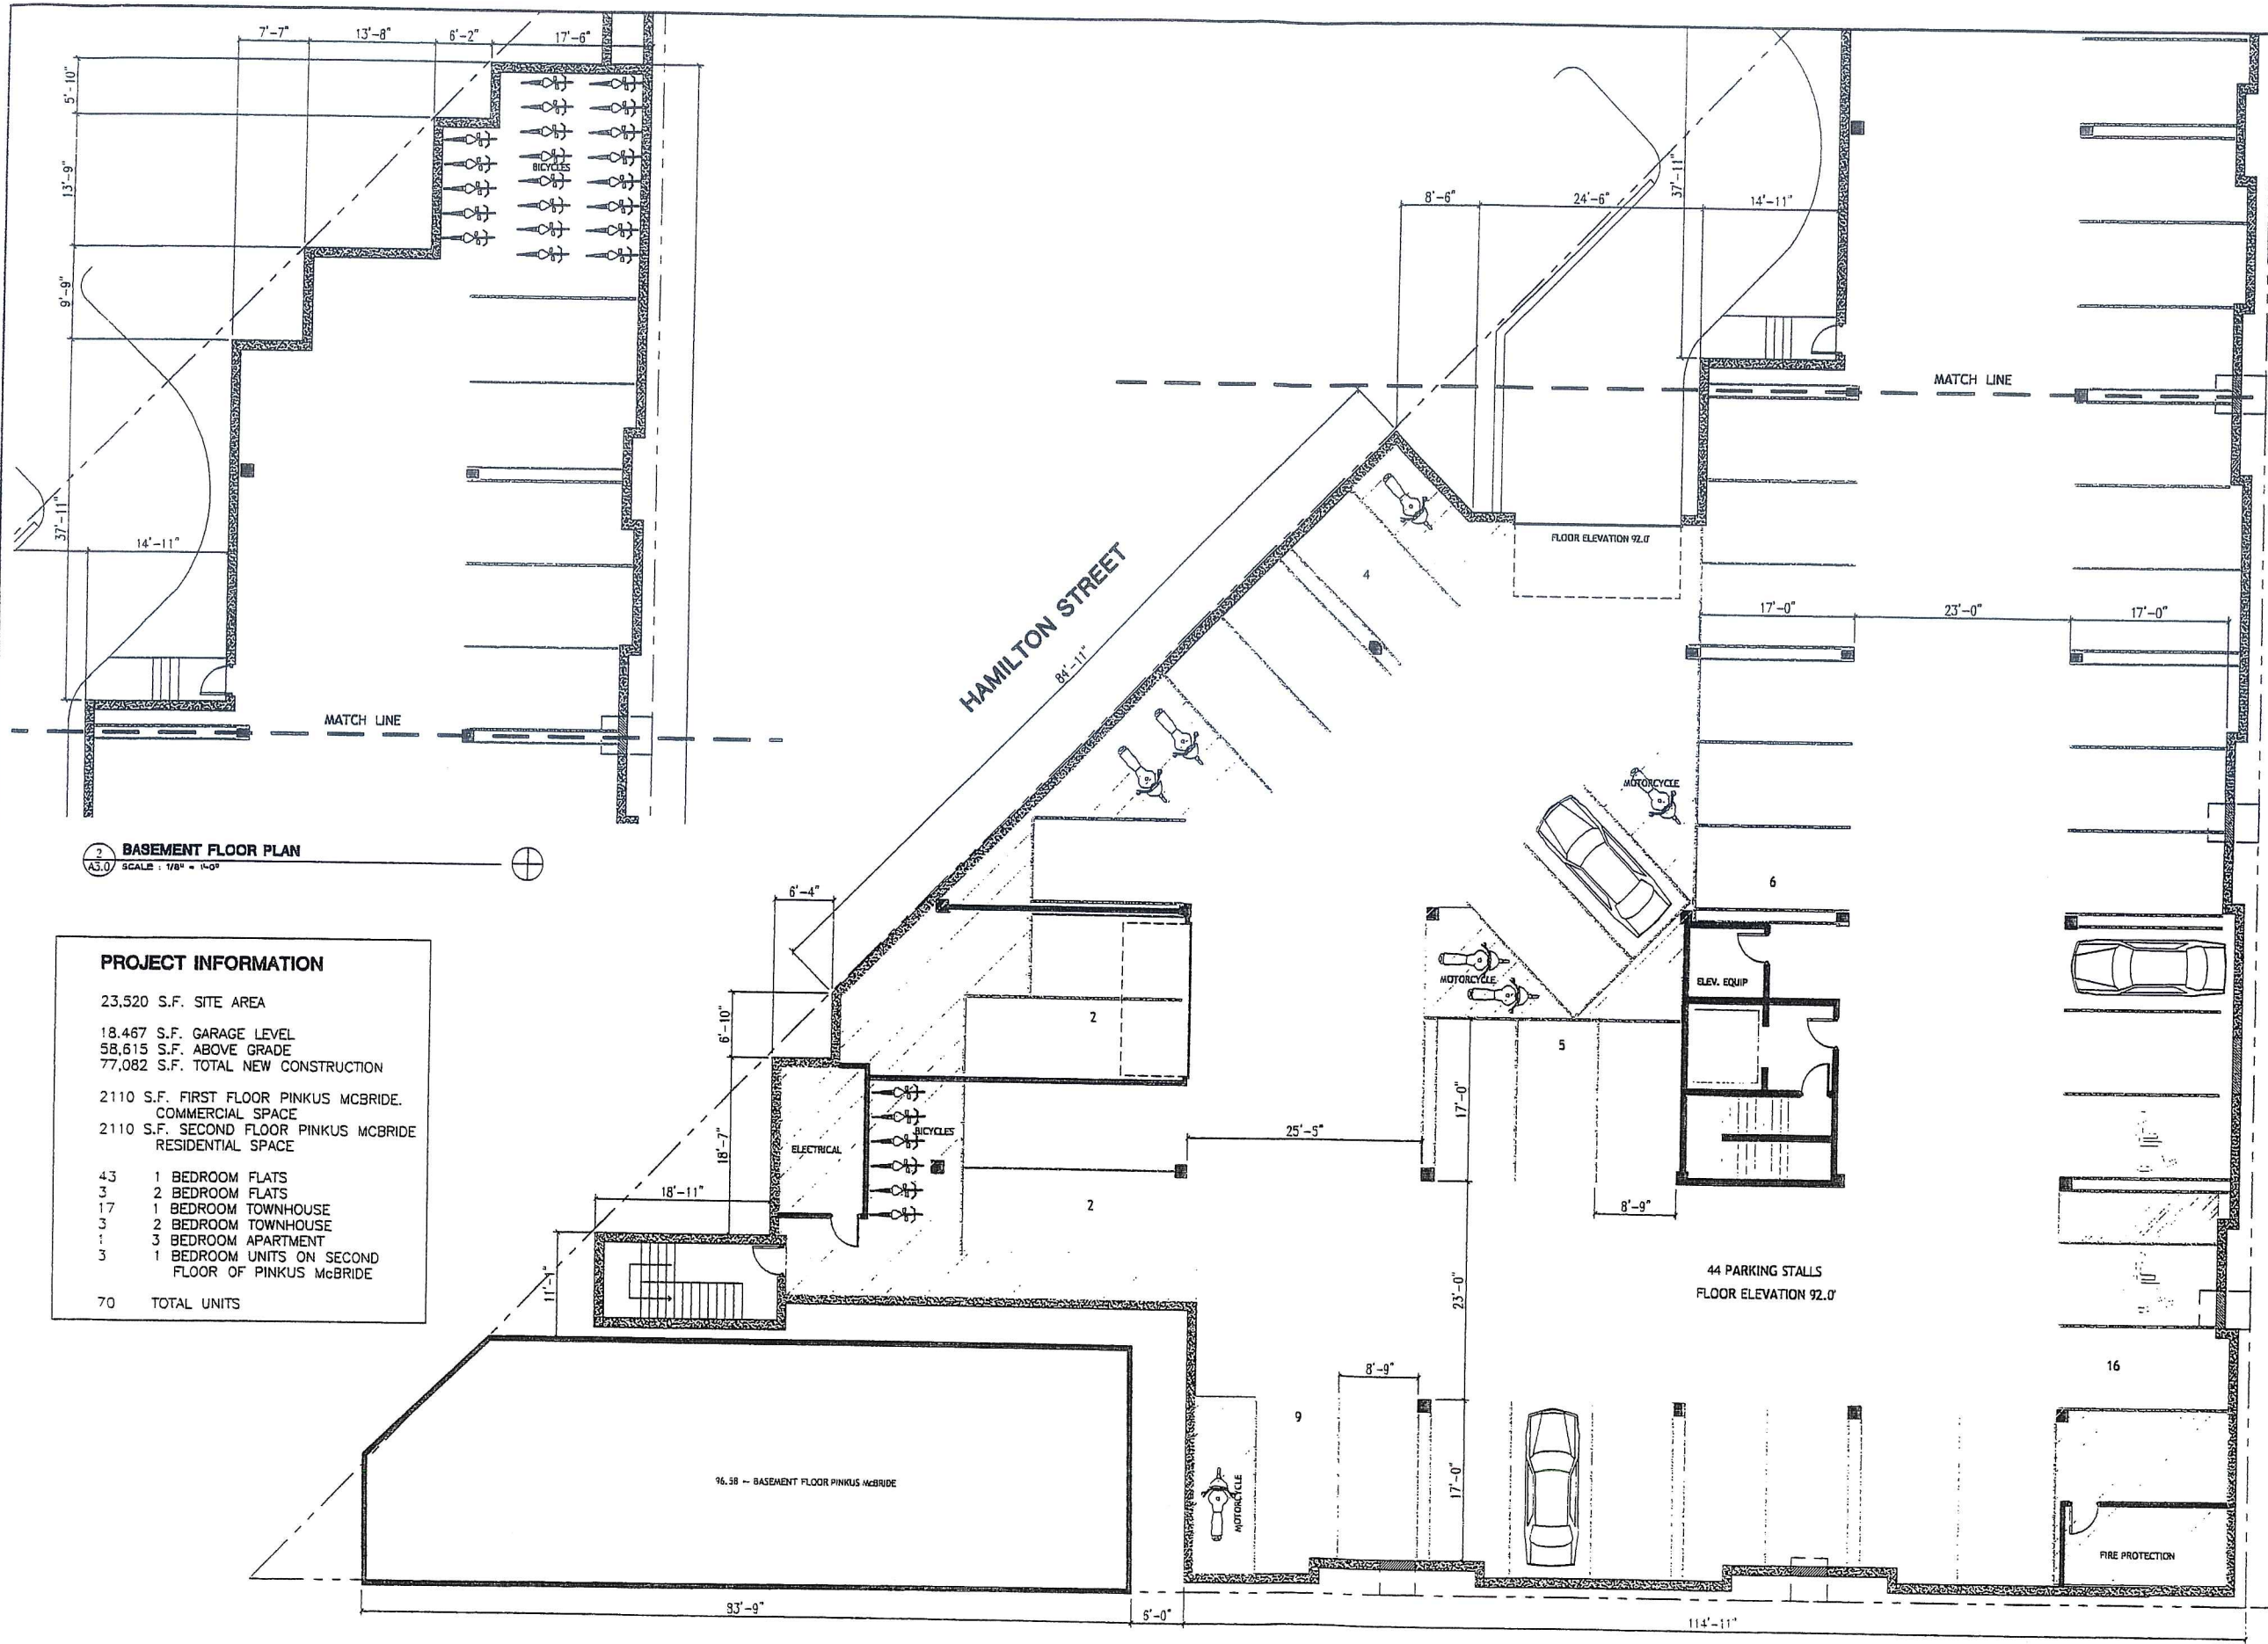 7'-7"
13'-8"
6'-2"
17'-6"
5'-10"
13'-9"
9'-9"
37'-11"
14'-11"
BICYCLES
MATCH LINE
2
A3.0
BASEMENT FLOOR PLAN
SCALE : 1/8" = 1'-0"
PROJECT INFORMATION
23,520 S.F. SITE AREA
18.467 S.F. GARAGE LEVEL
58,615 S.F. ABOVE GRADE
77,082 S.F. TOTAL NEW CONSTRUCTION
2110 S.F. FIRST FLOOR PINKUS MCBRIDE.
COMMERCIAL SPACE
2110 S.F. SECOND FLOOR PINKUS MCBRIDE
RESIDENTIAL SPACE
43 1 BEDROOM FLATS
3 2 BEDROOM FLATS
17 1 BEDROOM TOWNHOUSE
3 2 BEDROOM TOWNHOUSE
1 3 BEDROOM APARTMENT
3 1 BEDROOM UNITS ON SECOND
FLOOR OF PINKUS McBRIDE
70 TOTAL UNITS
8'-6"
24'-6"
37'-11"
14'-11"
MATCH LINE
FLOOR ELEVATION 92.0'
4
HAMILTON STREET
84'-11"
17'-0"
23'-0"
17'-0"
MOTORCYCLE
6
6'-4"
6'-10"
2
MOTORCYCLE
ELEV. EQUIP
5
17'-0"
25'-5"
18'-7"
ELECTRICAL
BICYCLES
18'-11"
2
8'-9"
11'-1"
23'-0"
44 PARKING STALLS
FLOOR ELEVATION 92.0'
16
8'-9"
9
17'-0"
MOTORCYCLE
96.58 - BASEMENT FLOOR PINKUS McBRIDE
FIRE PROTECTION
83'-9"
6'-0"
114'-11"